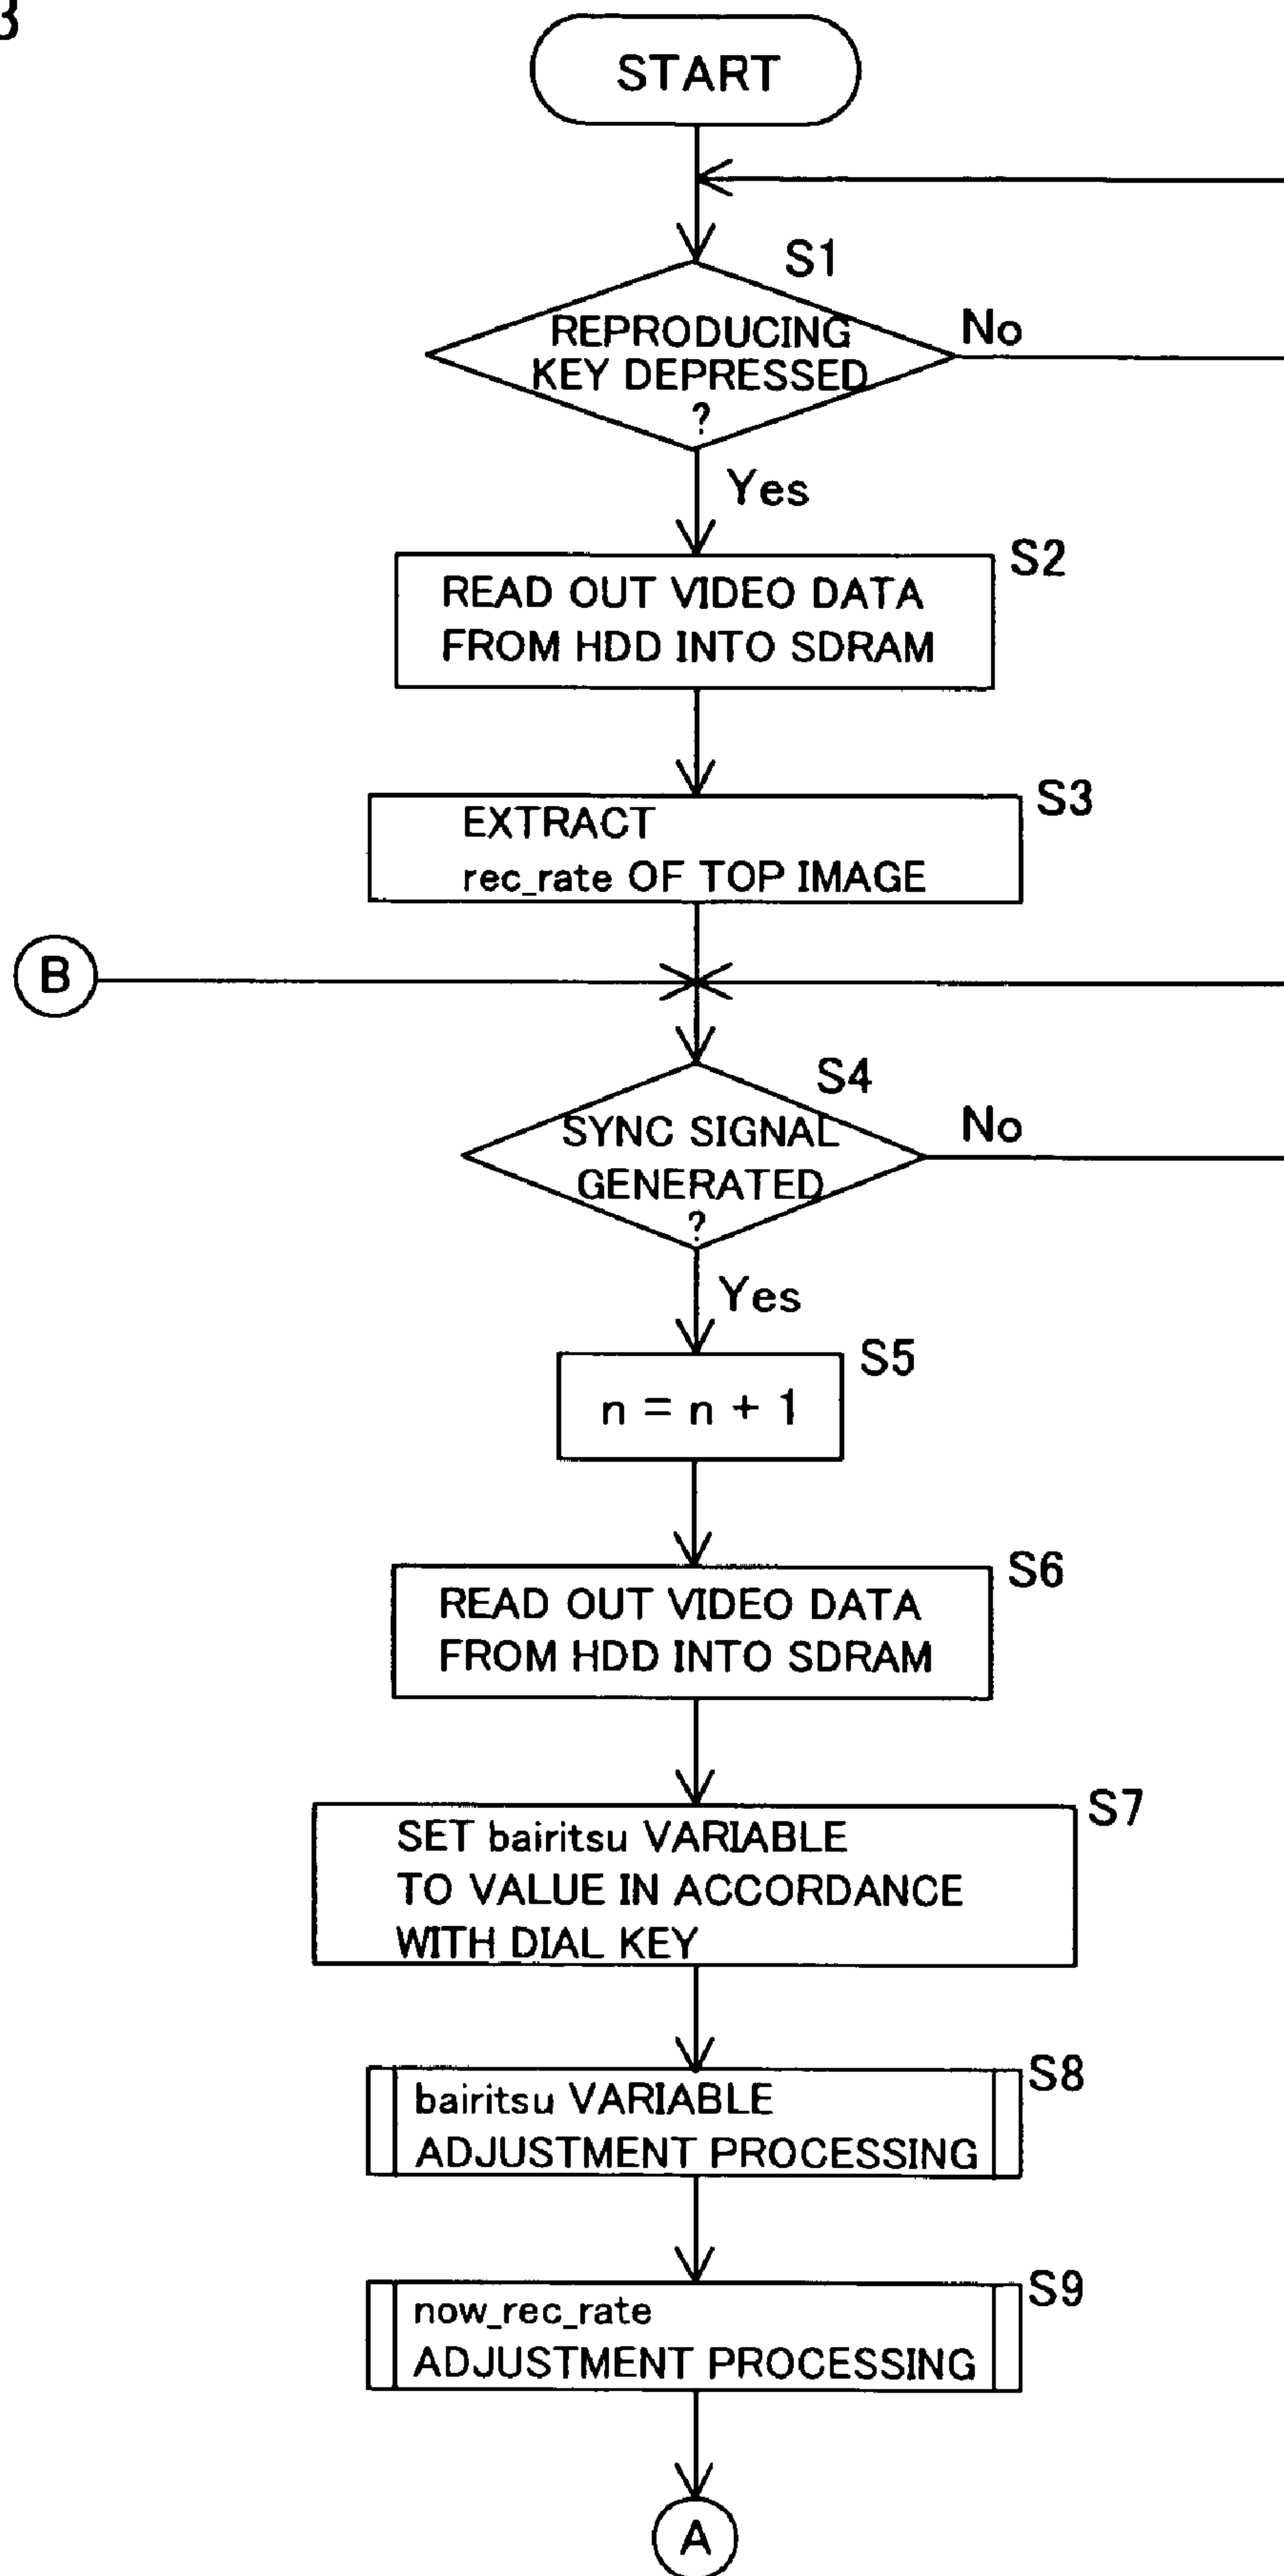 3
START
S1
REPRODUCING
KEY DEPRESSED
?
No
Yes
S2
READ OUT VIDEO DATA
FROM HDD INTO SDRAM
S3
EXTRACT
rec_rate OF TOP IMAGE
B
S4
SYNC SIGNAL
GENERATED
?
No
Yes
S5
n = n + 1
S6
READ OUT VIDEO DATA
FROM HDD INTO SDRAM
S7
SET bairitsu VARIABLE
TO VALUE IN ACCORDANCE
WITH DIAL KEY
S8
bairitsu VARIABLE
ADJUSTMENT PROCESSING
S9
now_rec_rate
ADJUSTMENT PROCESSING
A